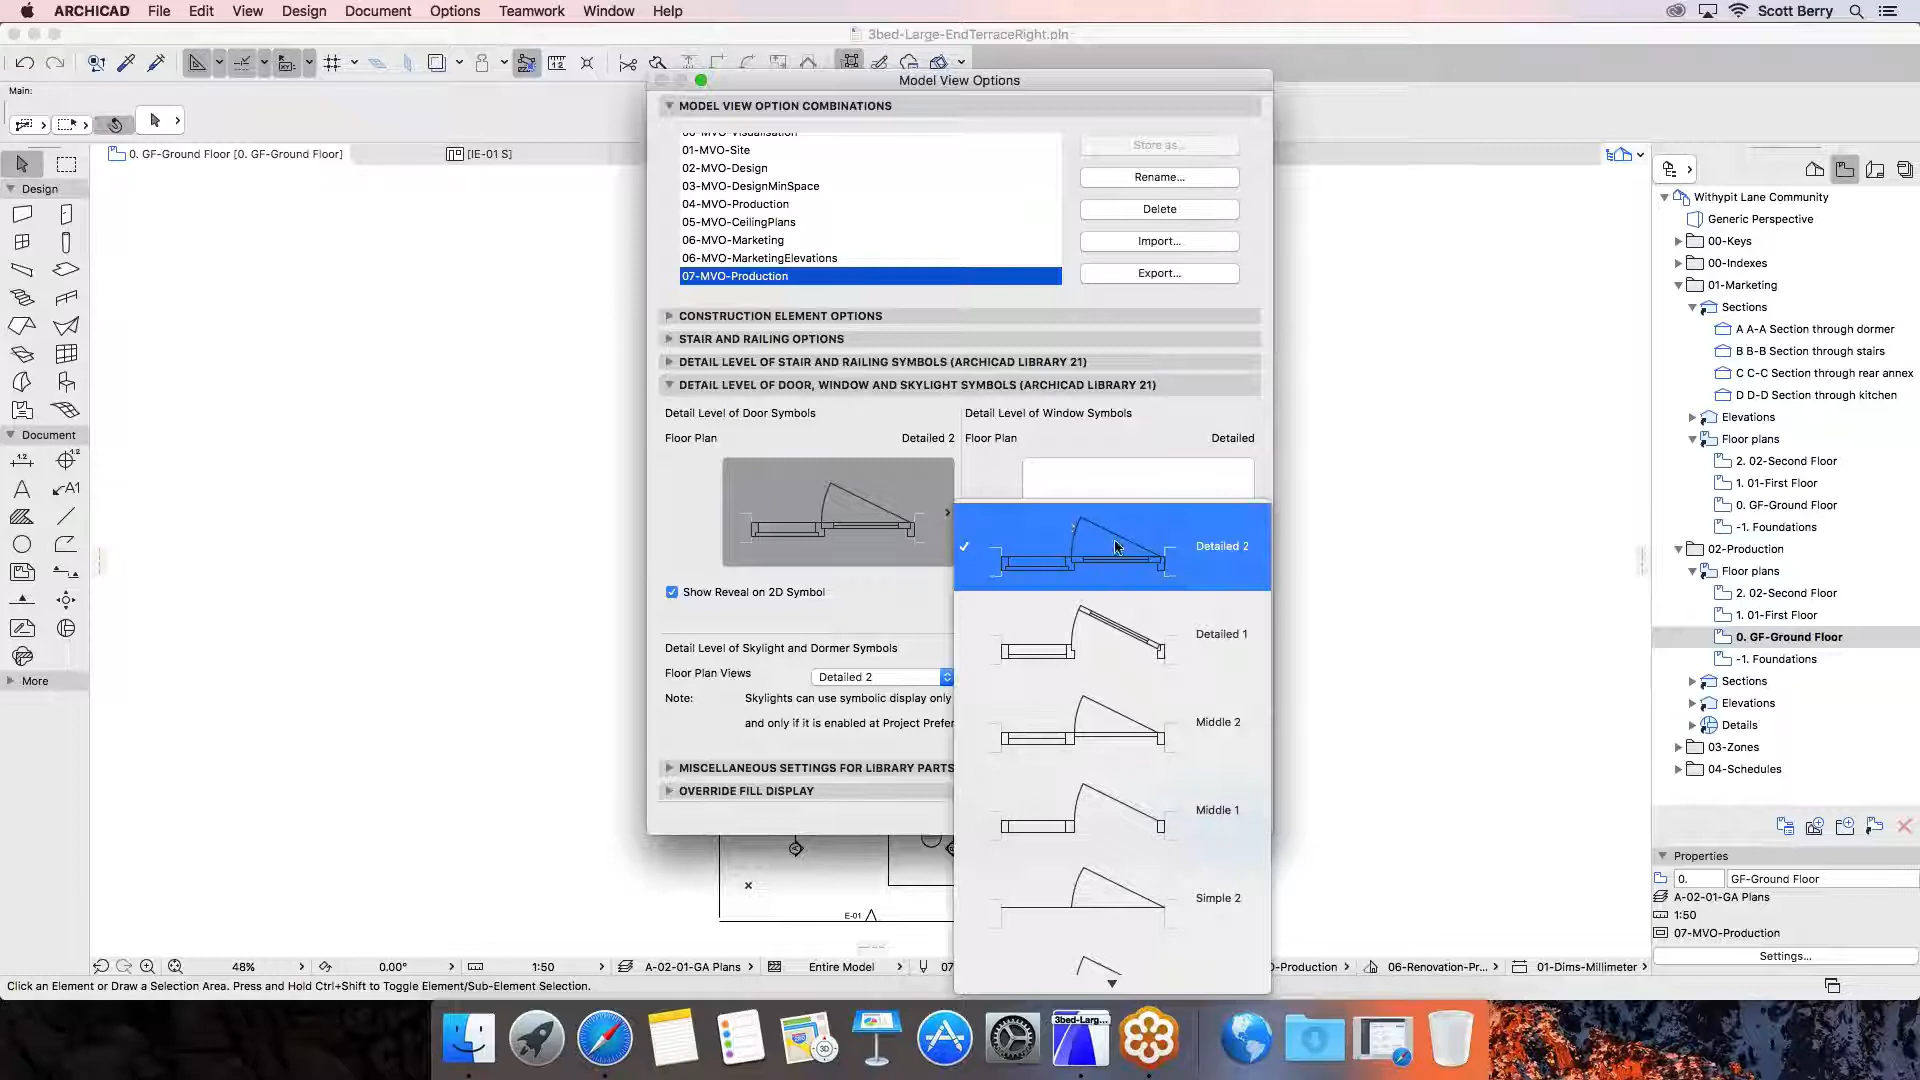 ARCHICAD File Edit View Design Document Options Teamwork Window Help Scott Berry
3bed-Large-EndTerraceRight.pln
Main:
Model View Options
MODEL VIEW OPTION COMBINATIONS
00-MVO-Visualisation
01-MVO-Site
02-MVO-Design
03-MVO-DesignMinSpace
04-MVO-Production
05-MVO-CeilingPlans
06-MVO-Marketing
06-MVO-MarketingElevations
07-MVO-Production
Store as...
Rename...
Delete
Import...
Export...
0. GF-Ground Floor [0. GF-Ground Floor]
[IE-01 S]
CONSTRUCTION ELEMENT OPTIONS
STAIR AND RAILING OPTIONS
DETAIL LEVEL OF STAIR AND RAILING SYMBOLS (ARCHICAD LIBRARY 21)
DETAIL LEVEL OF DOOR, WINDOW AND SKYLIGHT SYMBOLS (ARCHICAD LIBRARY 21)
Detail Level of Door Symbols
Floor Plan Detailed 2
Detail Level of Window Symbols
Floor Plan Detailed
Show Reveal on 2D Symbol
Detail Level of Skylight and Dormer Symbols
Floor Plan Views Detailed 2
Note: Skylights can use symbolic display only
and only if it is enabled at Project Prefer
MISCELLANEOUS SETTINGS FOR LIBRARY PARTS
OVERRIDE FILL DISPLAY
Detailed 2
Detailed 1
Middle 2
Middle 1
Simple 2
Design
Document
1.2
1.2
A1
More
E-01
Withypit Lane Community
Generic Perspective
00-Keys
00-Indexes
01-Marketing
Sections
A A-A Section through dormer
B B-B Section through stairs
C C-C Section through rear annex
D D-D Section through kitchen
Elevations
Floor plans
2. 02-Second Floor
1. 01-First Floor
0. GF-Ground Floor
-1. Foundations
02-Production
Floor plans
2. 02-Second Floor
1. 01-First Floor
0. GF-Ground Floor
-1. Foundations
Sections
Elevations
Details
03-Zones
04-Schedules
Properties
0. GF-Ground Floor
A-02-01-GA Plans
1:50
07-MVO-Production
Settings...
48% 0.00° 1:50 A-02-01-GA Plans Entire Model 07 0-Production 06-Renovation-Pr... 01-Dims-Millimeter
Click an Element or Draw a Selection Area. Press and Hold Ctrl+Shift to Toggle Element/Sub-Element Selection.
3bed-Larg...